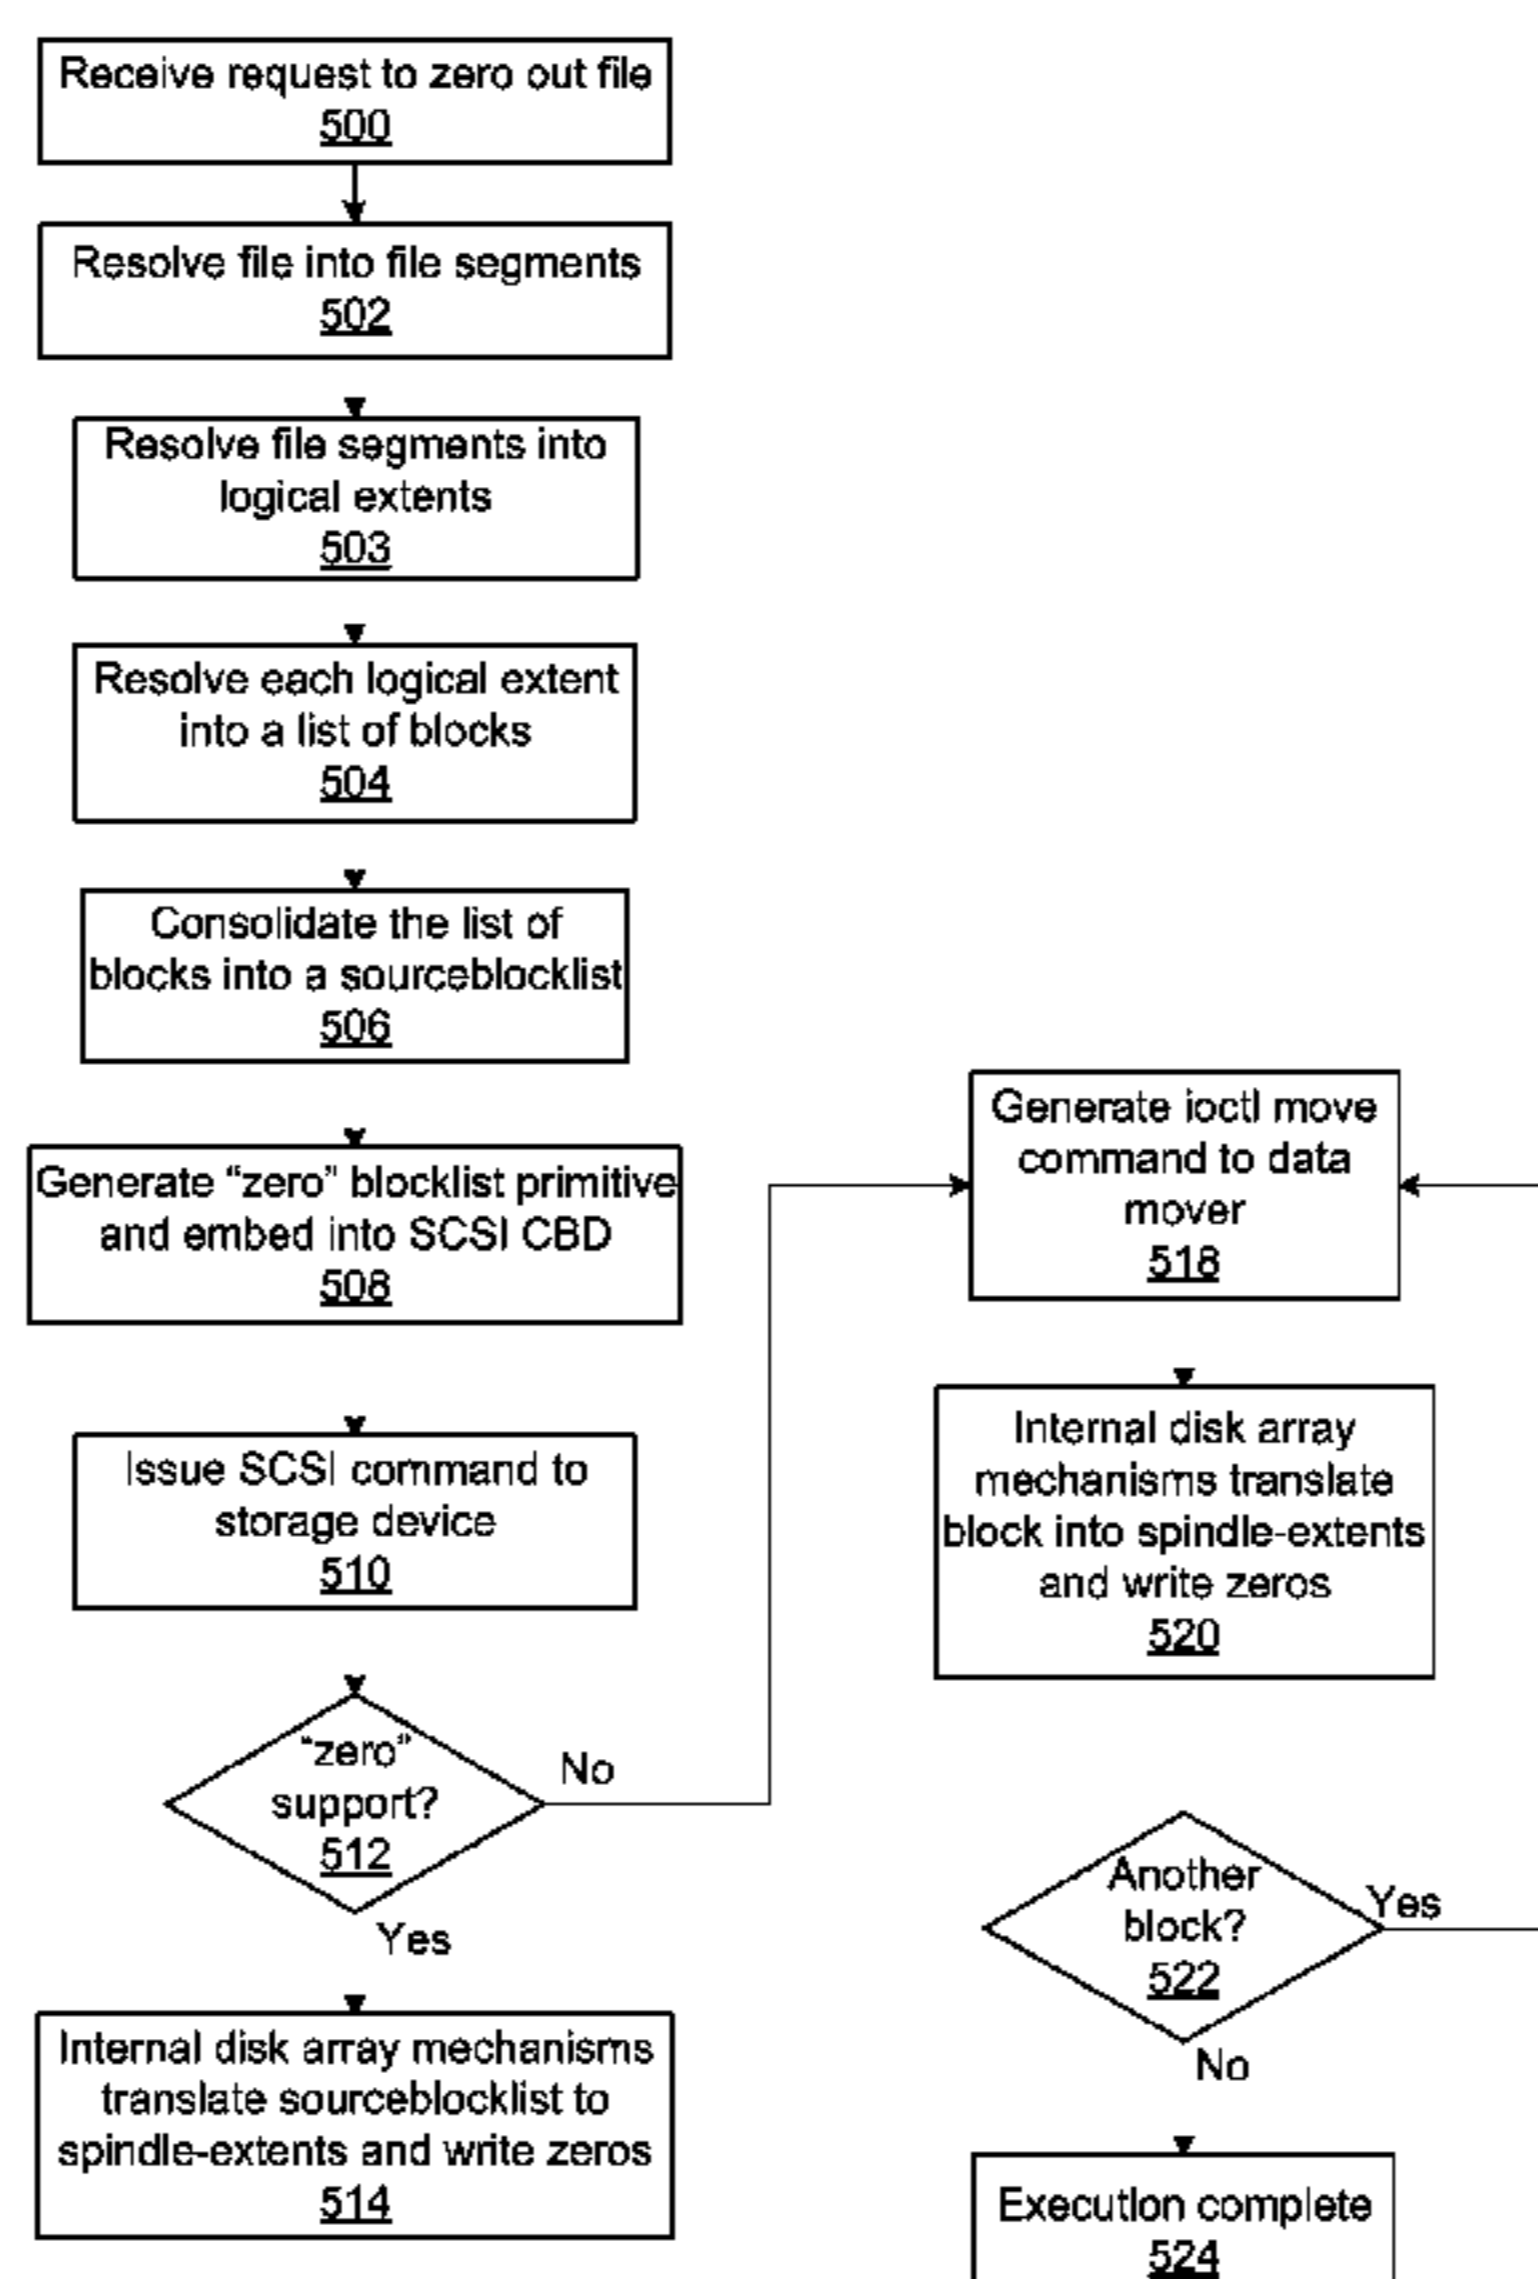 Receive request to zero out file
500
Resolve file into file segments
502
Resolve file segments into
logical extents
503
Resolve each logical extent
into a list of blocks
504
Consolidate the list of
blocks into a sourceblocklist
506
Generate “zero” blocklist primitive
and embed into SCSI CBD
508
Issue SCSI command to
storage device
510
“zero”
support?
512
No
Yes
Internal disk array mechanisms
translate sourceblocklist to
spindle-extents and write zeros
514
Generate ioctl move
command to data
mover
518
Internal disk array
mechanisms translate
block into spindle-extents
and write zeros
520
Another
block?
522
Yes
No
Execution complete
524